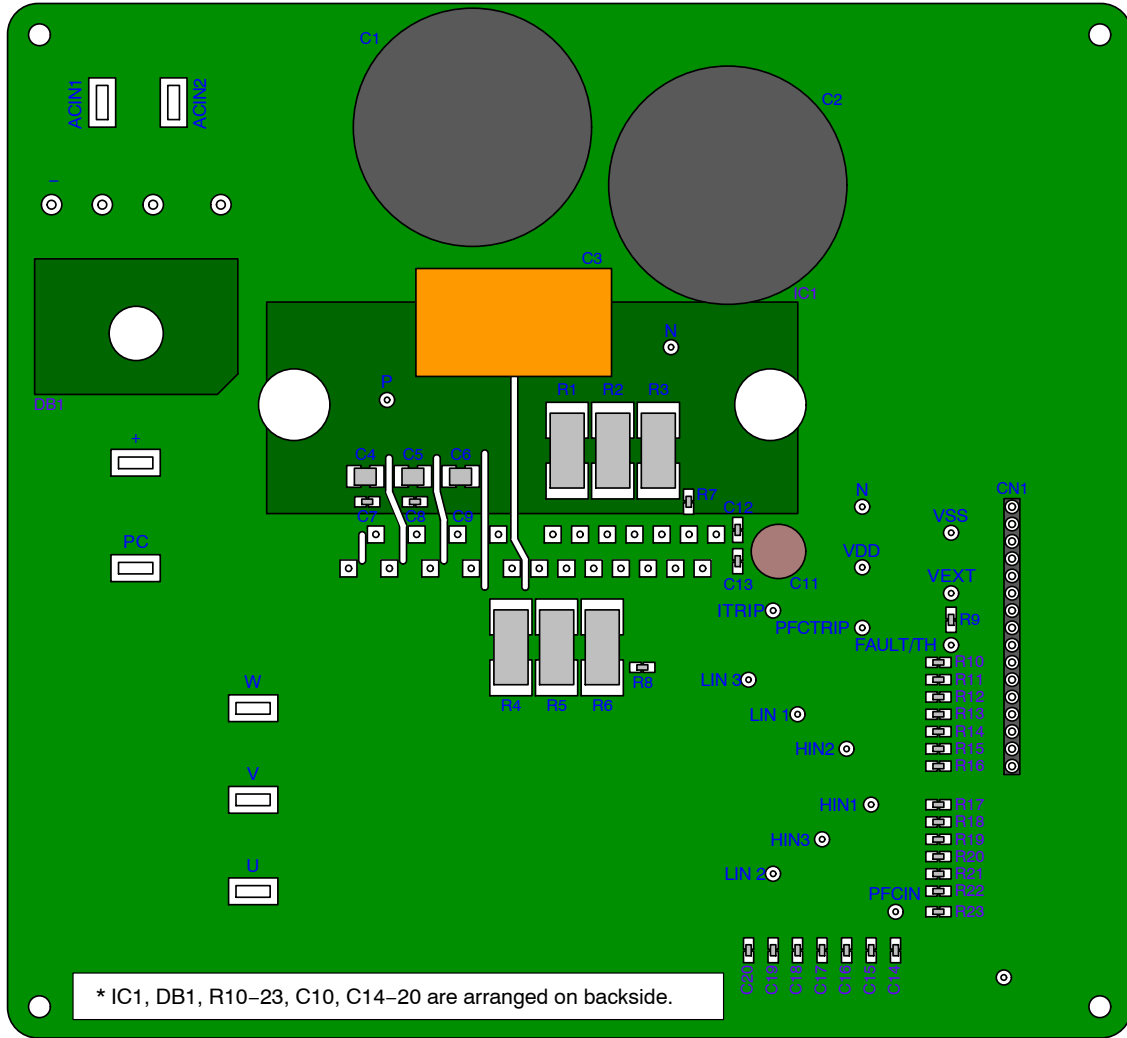 C1
ACIN1
ACIN2
C2
–
C3
IC1
N
P
DB1
R1 R2 R3
+
C4 C5 C6
R7
C7 C8 C9
C12
N
CN1
VSS
PC
VDD
C13
C11
VEXT
ITRIP
PFCTRIP
R9
FAULT/TH
R10
R8
LIN 3
R11
W
R12
R4 R5 R6
LIN 1
R13
R14
HIN2
R15
R16
V
HIN1
R17
R18
HIN3
R19
R20
U
LIN 2
R21
R22
PFCIN
R23
C20 C19 C18 C17 C16 C15 C14
* IC1, DB1, R10–23, C10, C14–20 are arranged on backside.